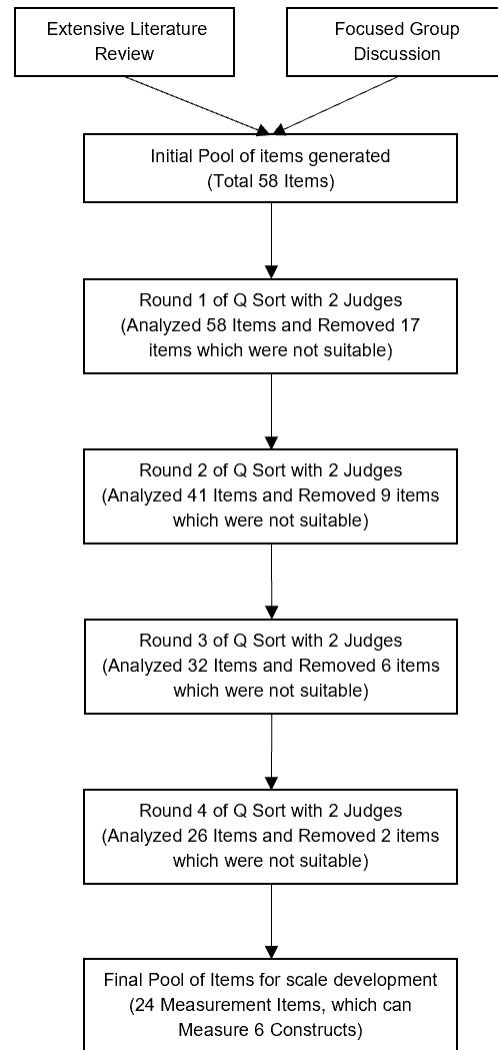 Extensive Literature
Review
Focused Group
Discussion
Initial Pool of items generated
(Total 58 Items)
Round 1 of Q Sort with 2 Judges
(Analyzed 58 Items and Removed 17
items which were not suitable)
Round 2 of Q Sort with 2 Judges
(Analyzed 41 Items and Removed 9 items
which were not suitable)
Round 3 of Q Sort with 2 Judges
(Analyzed 32 Items and Removed 6 items
which were not suitable)
Round 4 of Q Sort with 2 Judges
(Analyzed 26 Items and Removed 2 items
which were not suitable)
Final Pool of Items for scale development
(24 Measurement Items, which can
Measure 6 Constructs)